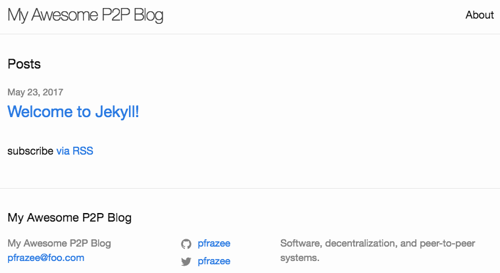 My Awesome P2P Blog
About
Posts
May 23, 2017
Welcome to Jekyll!
subscribe via RSS
My Awesome P2P Blog
My Awesome P2P Blog
pfrazee@foo.com
pfrazee
pfrazee
Software, decentralization, and peer-to-peer
systems.